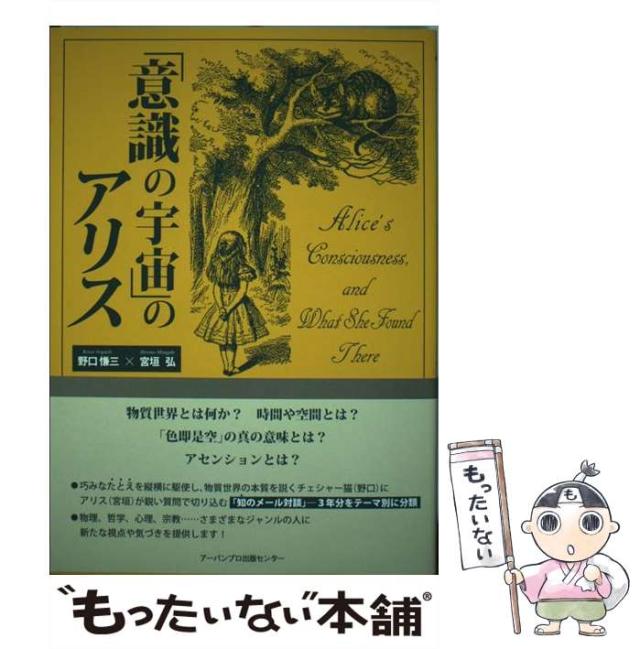 「意識の宇宙」の
アリス
Alice's
Consciousness,
and
What She Found
There
野口 慊三 × 宮垣 弘
物質世界とは何か？ 時間や空間とは？
「色即是空」の真の意味とは？
アセンションとは？
●巧みなたとえを縦横に駆使し、物質世界の本質を説くチェシャー猫（野口）に
アリス（宮垣）が鋭い質問で切り込む「知のメール対談」―3年分をテーマ別に分類
●物理、哲学、心理、宗教……さまざまなジャンルの人に
新たな視点や気づきを提供します！
アーバンプロ出版センター
もったいない
“もったいない”本舗®